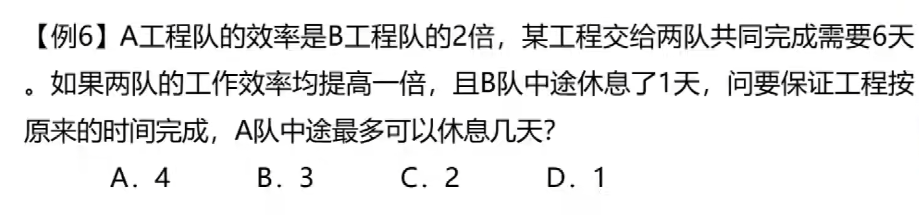 【例6】A工程队的效率是B工程队的2倍，某工程交给两队共同完成需要6天
。如果两队的工作效率均提高一倍，且B队中途休息了1天，问要保证工程按
原来的时间完成，A队中途最多可以休息几天？
A．4 B．3 C．2 D．1